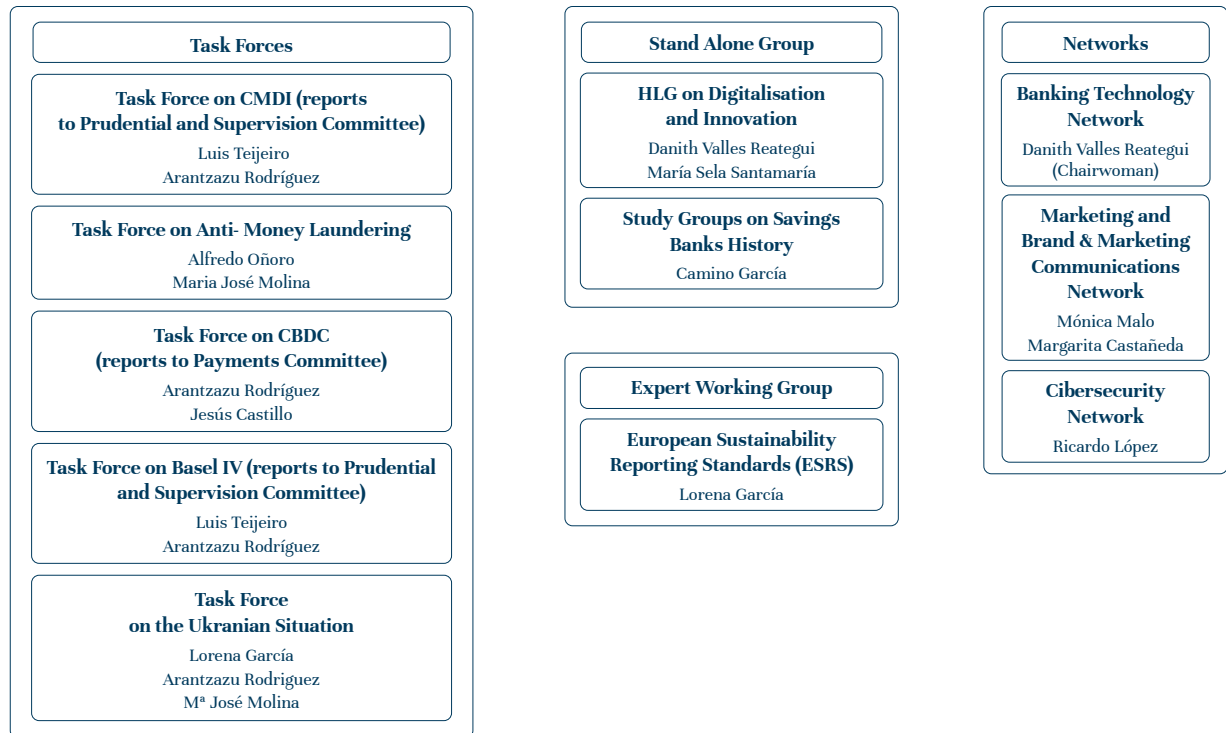 Task Forces
Task Force on CMDI (reports
to Prudential and Supervision Committee)
Luis Teijeiro
Arantzazu Rodríguez
Task Force on Anti- Money Laundering
Alfredo Oñoro
Maria José Molina
Task Force on CBDC
(reports to Payments Committee)
Arantzazu Rodríguez
Jesús Castillo
Task Force on Basel IV (reports to Prudential
and Supervision Committee)
Luis Teijeiro
Arantzazu Rodríguez
Task Force
on the Ukranian Situation
Lorena García
Arantzazu Rodriguez
Mª José Molina
Stand Alone Group
HLG on Digitalisation
and Innovation
Danith Valles Reategui
María Sela Santamaría
Study Groups on Savings
Banks History
Camino García
Expert Working Group
European Sustainability
Reporting Standards (ESRS)
Lorena García
Networks
Banking Technology
Network
Danith Valles Reategui
(Chairwoman)
Marketing and
Brand & Marketing
Communications
Network
Mónica Malo
Margarita Castañeda
Cibersecurity
Network
Ricardo López